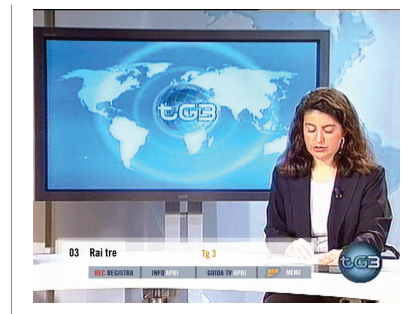 tG3
03 Rai tre Tg 3
REC REGISTRA INFO APRI GUIDA TV APRI MENU
tG3